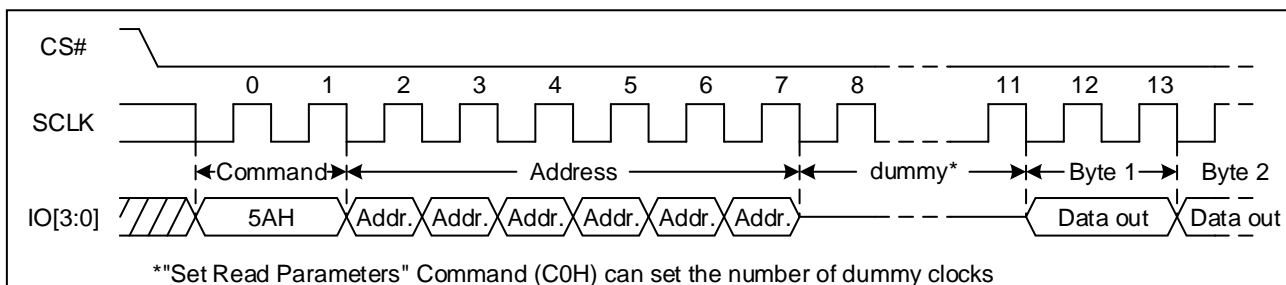 CS#
0 1 2 3 4 5 6 7 8 11 12 13
SCLK
Command Address dummy* Byte 1 Byte 2
IO[3:0] 5AH Addr. Addr. Addr. Addr. Addr. Addr. Data out Data out
*"Set Read Parameters" Command (C0H) can set the number of dummy clocks